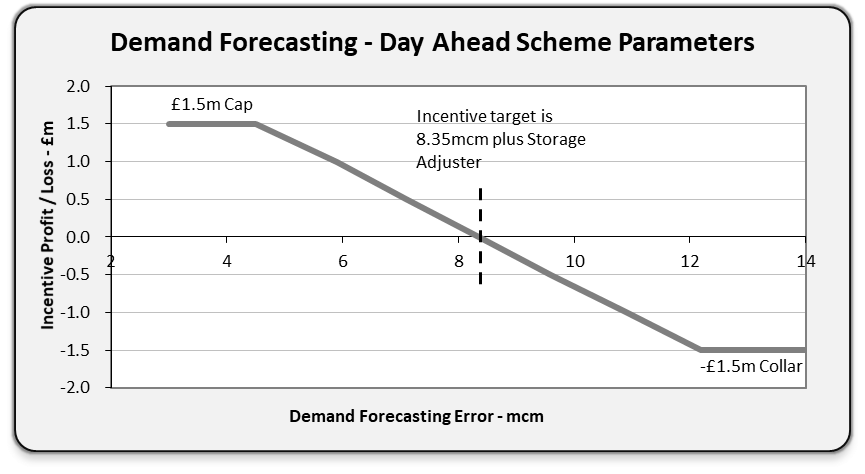 Demand Forecasting - Day Ahead Scheme Parameters
2.0
£1.5m Cap
1.5
Incentive target is
8.35mcm plus Storage
Adjuster
1.0
0.5
0.0
2 4 6 8 10 12 14
-0.5
-1.0
-1.5
-£1.5m Collar
-2.0
Incentive Profit / Loss - £m
Demand Forecasting Error - mcm